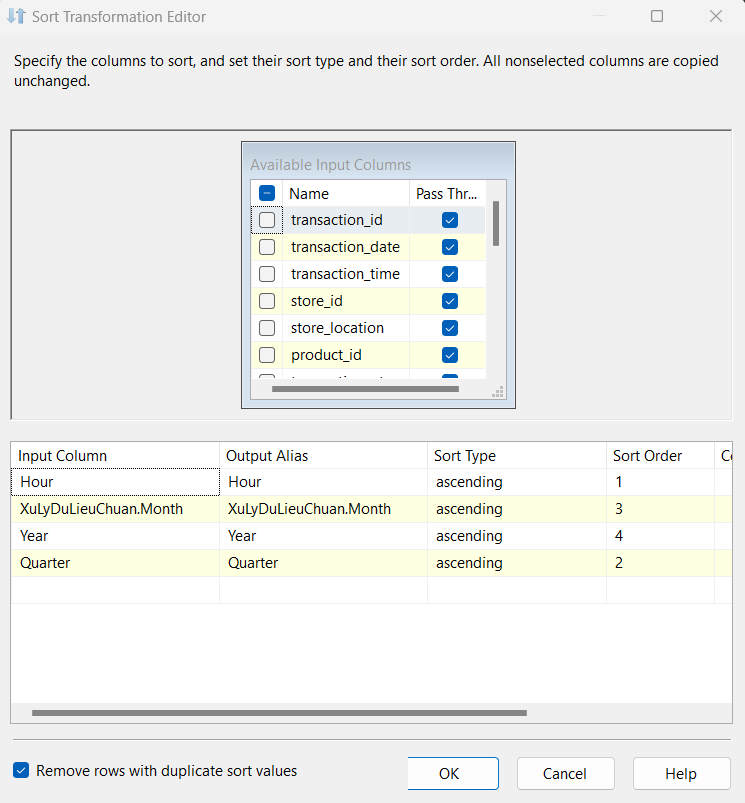 Sort Transformation Editor
Specify the columns to sort, and set their sort type and their sort order. All nonselected columns are copied
unchanged.
Available Input Columns
Name Pass Thr...
transaction_id
transaction_date
transaction_time
store_id
store_location
product_id
Input Column Output Alias Sort Type Sort Order
Hour Hour ascending 1
XuLyDuLieuChuan.Month XuLyDuLieuChuan.Month ascending 3
Year Year ascending 4
Quarter Quarter ascending 2
Remove rows with duplicate sort values OK Cancel Help